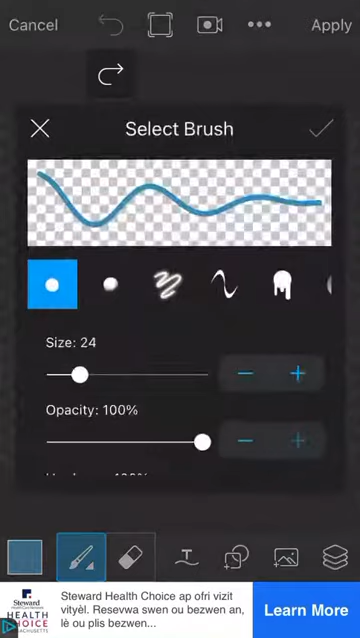 Cancel
Apply
Select Brush
Size: 24
Opacity: 100%
Steward
HEALTH
CHOICE
MASSACHUSETTS
Steward Health Choice ap ofri vizit
vityèl. Resevwa swen ou bezwen an,
lè ou plis bezwen...
Learn More